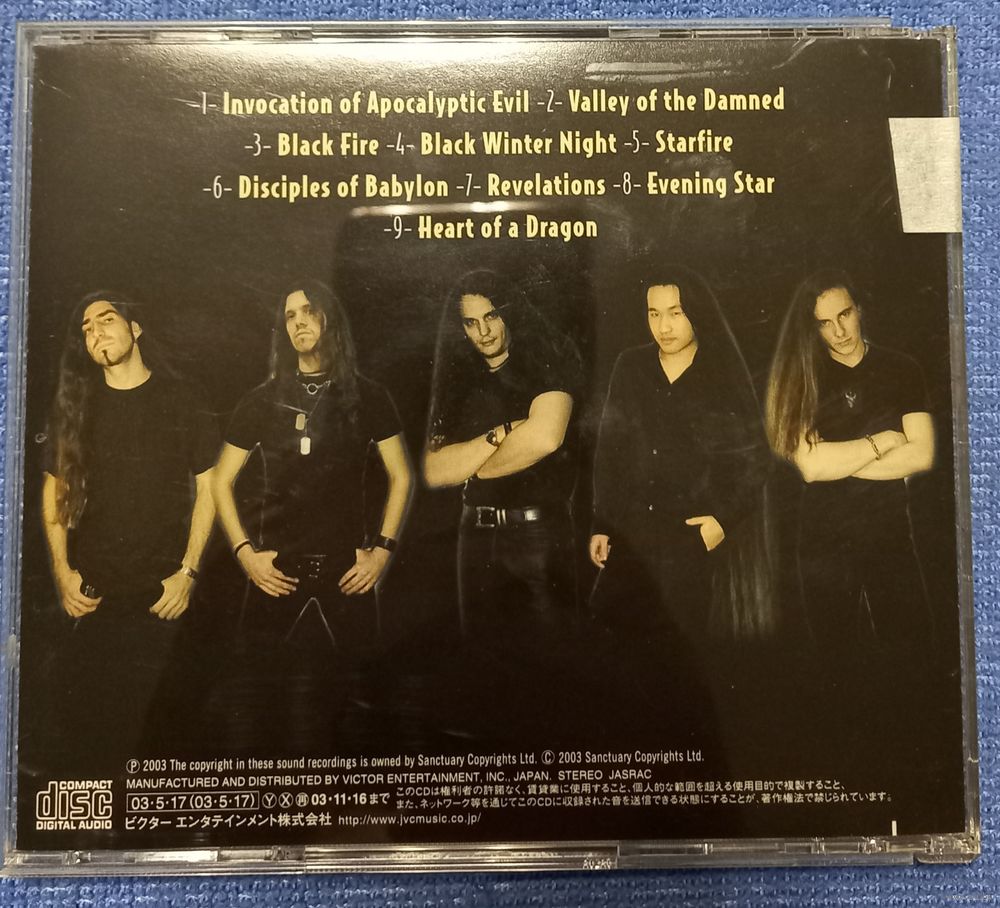 -1- Invocation of Apocalyptic Evil -2- Valley of the Damned
-3- Black Fire -4- Black Winter Night -5- Starfire
-6- Disciples of Babylon -7- Revelations -8- Evening Star
-9- Heart of a Dragon
Ⓟ 2003 The copyright in these sound recordings is owned by Sanctuary Copyrights Ltd. © 2003 Sanctuary Copyrights Ltd.
MANUFACTURED AND DISTRIBUTED BY VICTOR ENTERTAINMENT, INC., JAPAN. STEREO JASRAC
COMPACT disc DIGITAL AUDIO
03·5·17 (03·5·17) Ⓨ Ⓧ 再 03·11·16 まで
このCDは権利者の許諾なく、賃貸業に使用すること、個人的な範囲を超える使用目的で複製すること、
また、ネットワーク等を通じてこのCDに収録された音を送信できる状態にすることが、著作権法で禁じられています。
ビクター エンタテインメント株式会社 http://www.jvcmusic.co.jp/